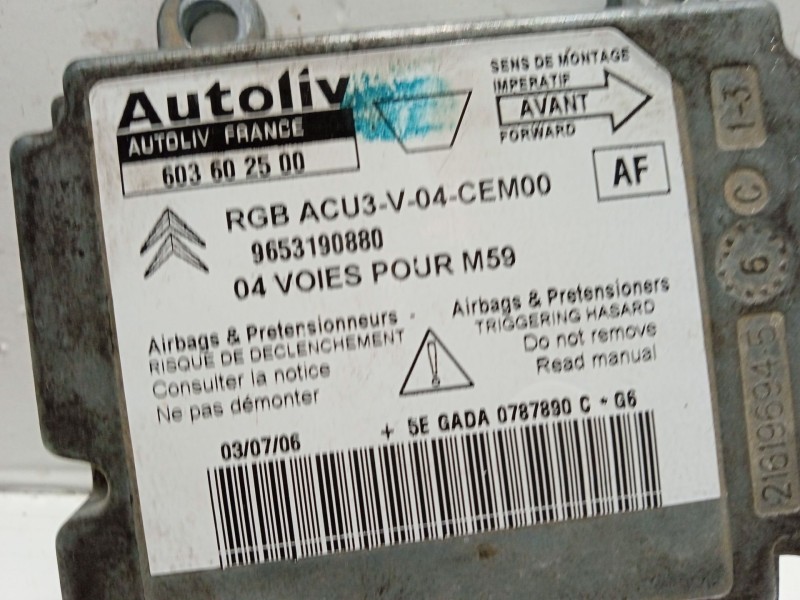 Autoliv
AUTOLIV FRANCE
603 60 25 00
SENS DE MONTAGE
IMPERATIF
AVANT
FORWARD
AF
RGB ACU3-V-04-CEM00
9653190880
04 VOIES POUR M59
Airbags & Pretensionneurs
RISQUE DE DECLENCHEMENT
Consulter la notice
Ne pas démonter
Airbags & Pretensioners
TRIGGERING HASARD
Do not remove
Read manual
03/07/06
+ 5E GADA 0787890 C * G6
1-3
C
6
21619694-5